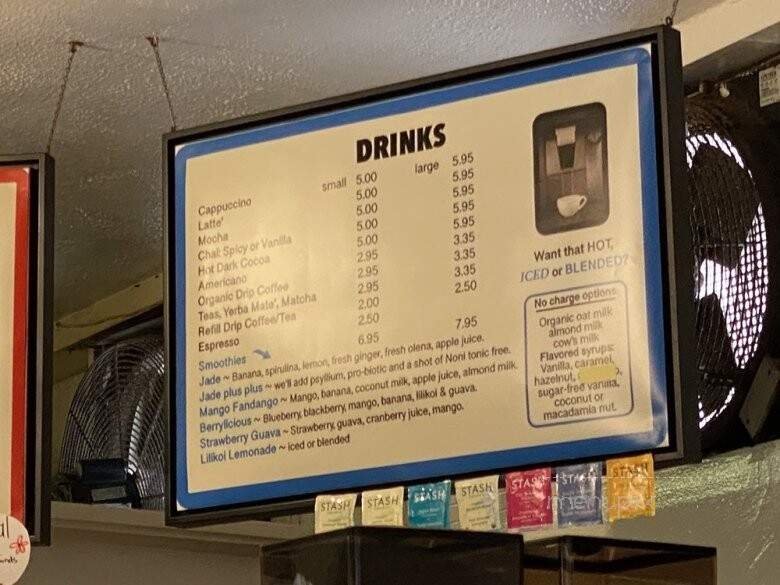 DRINKS
small large
Cappuccino 5.00 5.95
Latte' 5.00 5.95
Mocha 5.00 5.95
Chai: Spicy or Vanilla 5.00 5.95
Hot Dark Cocoa 5.00 5.95
Americano 2.95 3.35
Organic Drip Coffee 2.95 3.35
Teas, Yerba Mate', Matcha 2.95 3.35
Refill Drip Coffee/Tea 2.00 2.50
Espresso 2.50
Smoothies 6.95 7.95
Jade ~ Banana, spirulina, lemon, fresh ginger, fresh olena, apple juice.
Jade plus plus ~ we'll add psyllium, pro-biotic and a shot of Noni tonic free.
Mango Fandango ~ Mango, banana, coconut milk, apple juice, almond milk.
Berrylicious ~ Blueberry, blackberry, mango, banana, lilikoi & guava.
Strawberry Guava ~ Strawberry, guava, cranberry juice, mango.
Lilikoi Lemonade ~ iced or blended
Want that HOT,
ICED or BLENDED?
No charge options:
Organic oat milk
almond milk
cow's milk
Flavored syrups:
Vanilla, caramel,
hazelnut,
sugar-free vanilla,
coconut or
macadamia nut.
STASH STASH STASH STASH STASH STASH STASH
menupix